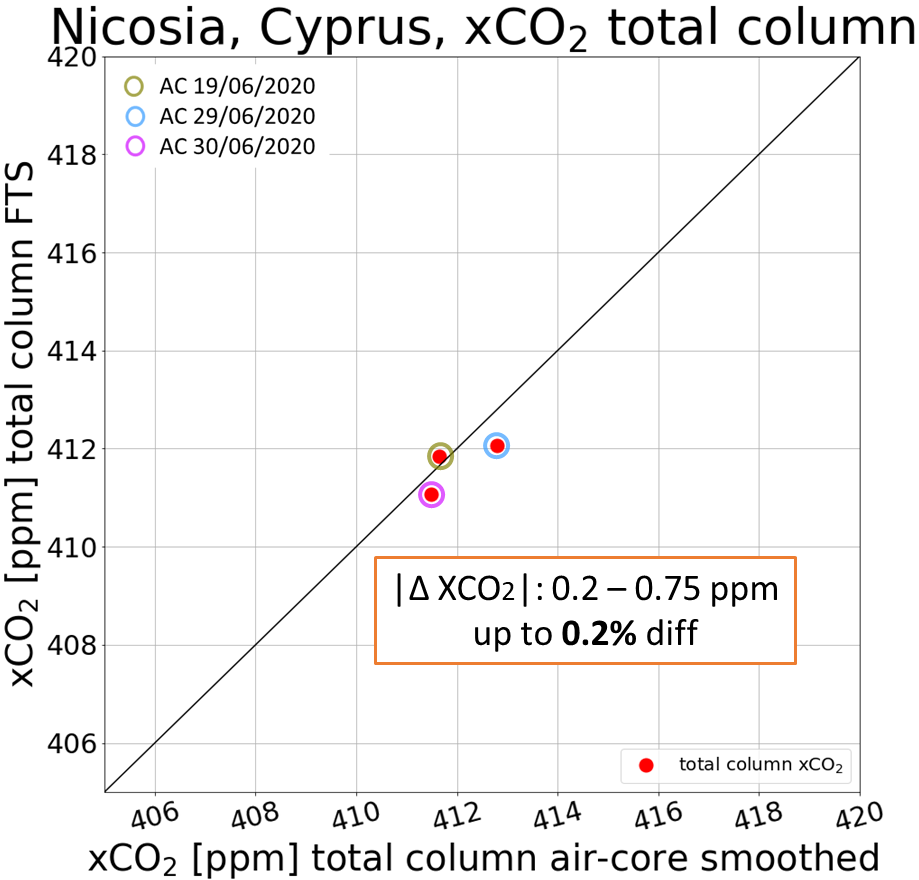 Nicosia, Cyprus, xCO₂ total column
AC 19/06/2020
AC 29/06/2020
AC 30/06/2020
420
418
416
414
412
410
408
406
xCO₂ [ppm] total column FTS
|Δ XCO₂|: 0.2 – 0.75 ppm
up to 0.2% diff
total column xCO₂
406
408
410
412
414
416
418
420
xCO₂ [ppm] total column air-core smoothed